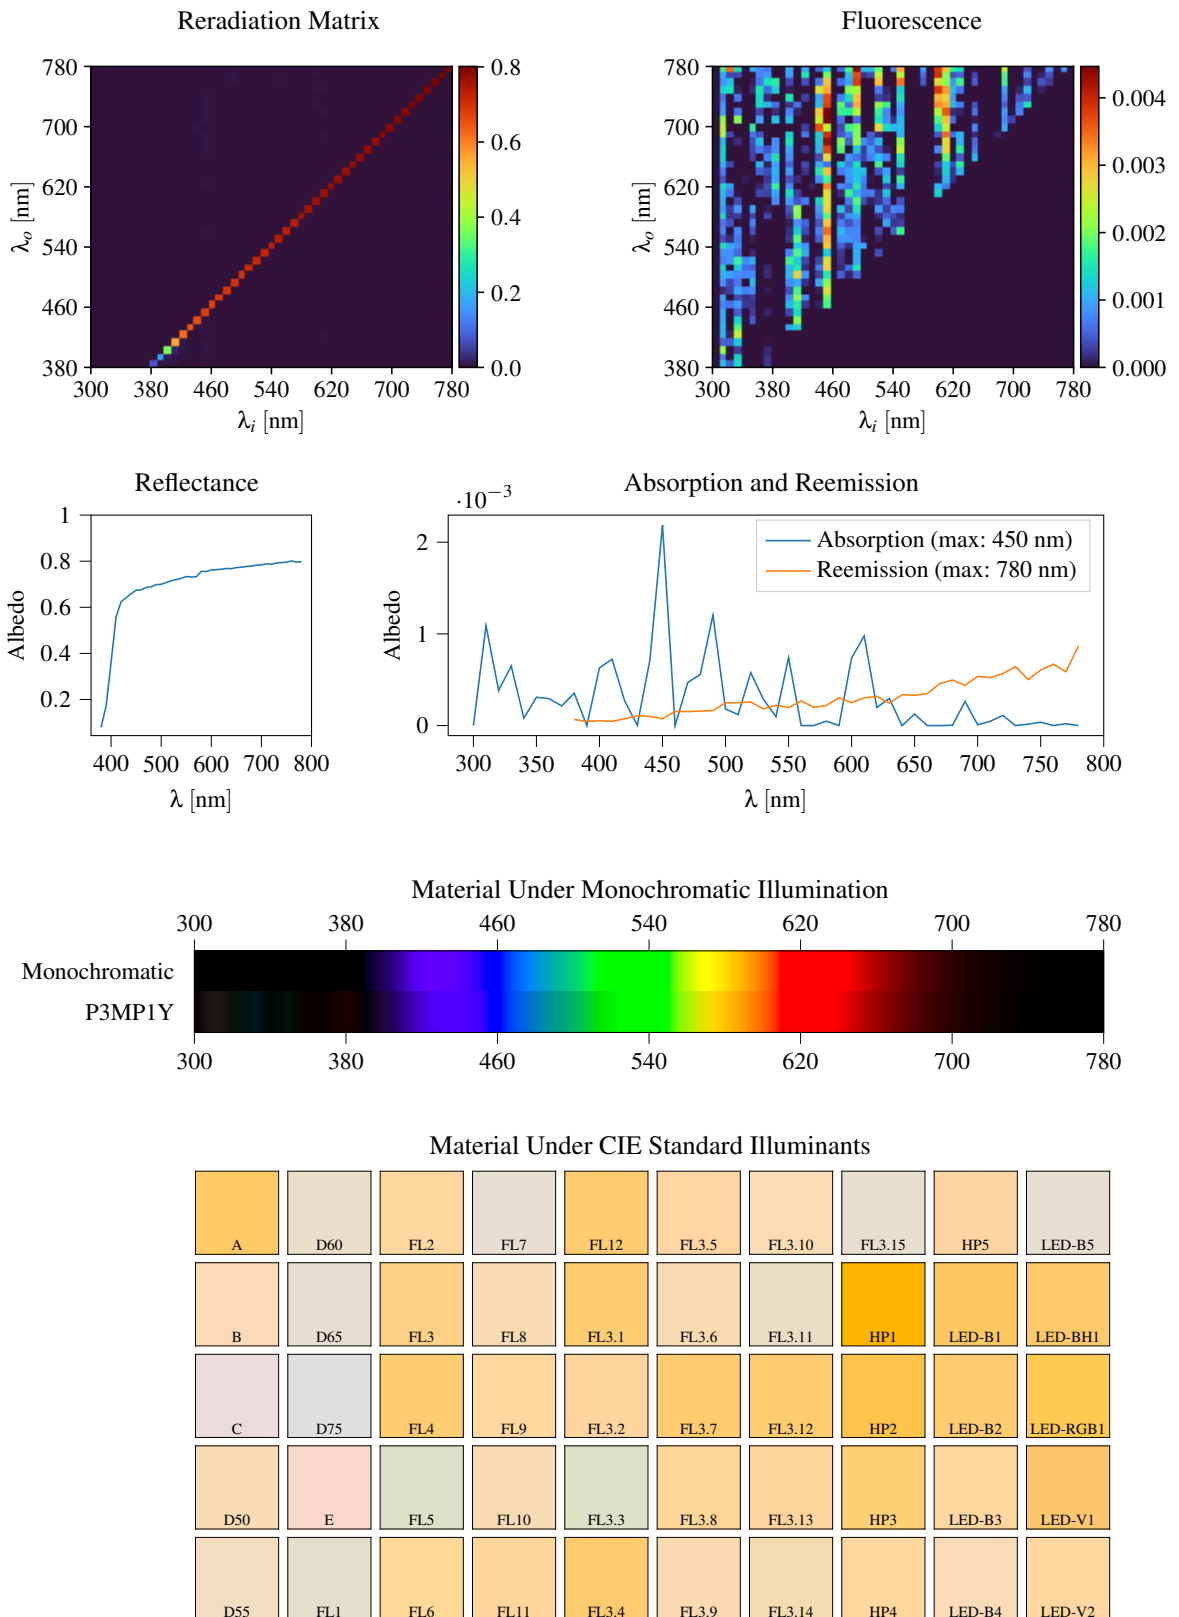 Reradiation Matrix
Fluorescence
780
700
620
540
460
380
λo [nm]
300 380 460 540 620 700 780
λi [nm]
0.8
0.6
0.4
0.2
0.0
780
700
620
540
460
380
λo [nm]
300 380 460 540 620 700 780
λi [nm]
0.004
0.003
0.002
0.001
0.000
Reflectance
1
0.8
0.6
0.4
0.2
Albedo
400 500 600 700 800
λ [nm]
Absorption and Reemission
·10−3
2
1
0
Albedo
Absorption (max: 450 nm)
Reemission (max: 780 nm)
300 350 400 450 500 550 600 650 700 750 800
λ [nm]
Material Under Monochromatic Illumination
300 380 460 540 620 700 780
Monochromatic
P3MP1Y
300 380 460 540 620 700 780
Material Under CIE Standard Illuminants
A D60 FL2 FL7 FL12 FL3.5 FL3.10 FL3.15 HP5 LED-B5
B D65 FL3 FL8 FL3.1 FL3.6 FL3.11 HP1 LED-B1 LED-BH1
C D75 FL4 FL9 FL3.2 FL3.7 FL3.12 HP2 LED-B2 LED-RGB1
D50 E FL5 FL10 FL3.3 FL3.8 FL3.13 HP3 LED-B3 LED-V1
D55 FL1 FL6 FL11 FL3.4 FL3.9 FL3.14 HP4 LED-B4 LED-V2